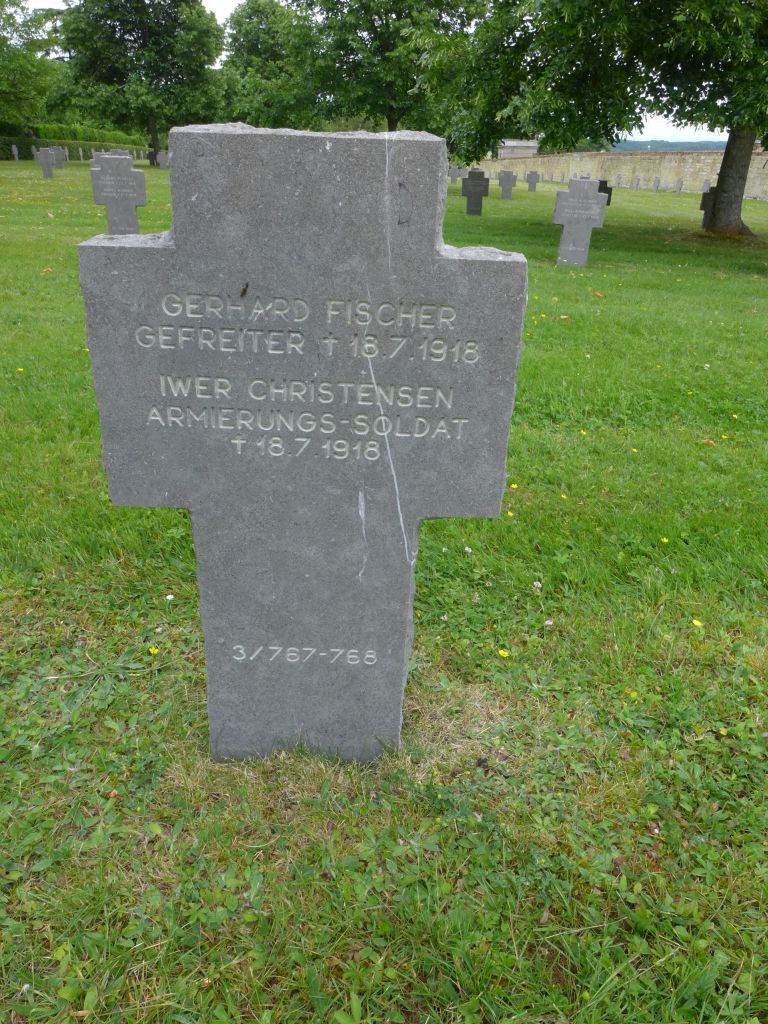 GERHARD FISCHER
GEFREITER † 18.7.1918
IWER CHRISTENSEN
ARMIERUNGS-SOLDAT
† 18.7.1918
3/767-768